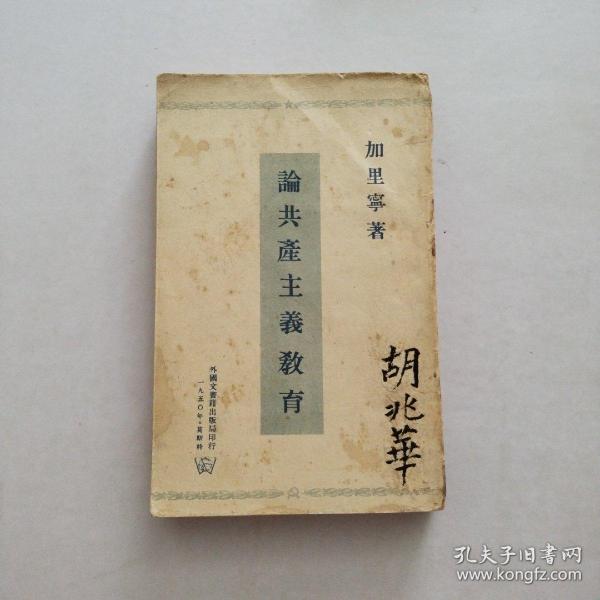 加里寧著
論共產主義教育
外國文書籍出版局印行
一九五〇年·莫斯科
胡兆華
孔夫子旧书网
www.kongfz.com